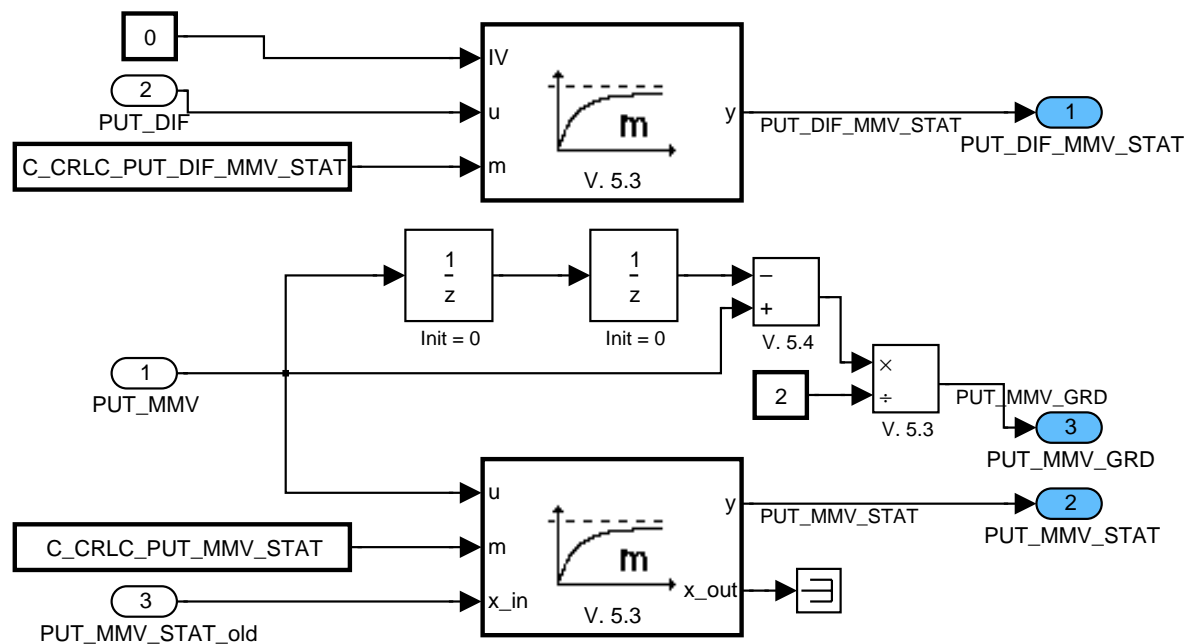 0
IV
2
PUT_DIF
u
C_CRLC_PUT_DIF_MMV_STAT
m
m
V. 5.3
y
PUT_DIF_MMV_STAT
1
PUT_DIF_MMV_STAT
1
z
Init = 0
1
z
Init = 0
−
+
V. 5.4
1
PUT_MMV
2
×
÷
V. 5.3
PUT_MMV_GRD
3
PUT_MMV_GRD
u
C_CRLC_PUT_MMV_STAT
m
3
PUT_MMV_STAT_old
x_in
m
V. 5.3
y
PUT_MMV_STAT
2
PUT_MMV_STAT
x_out